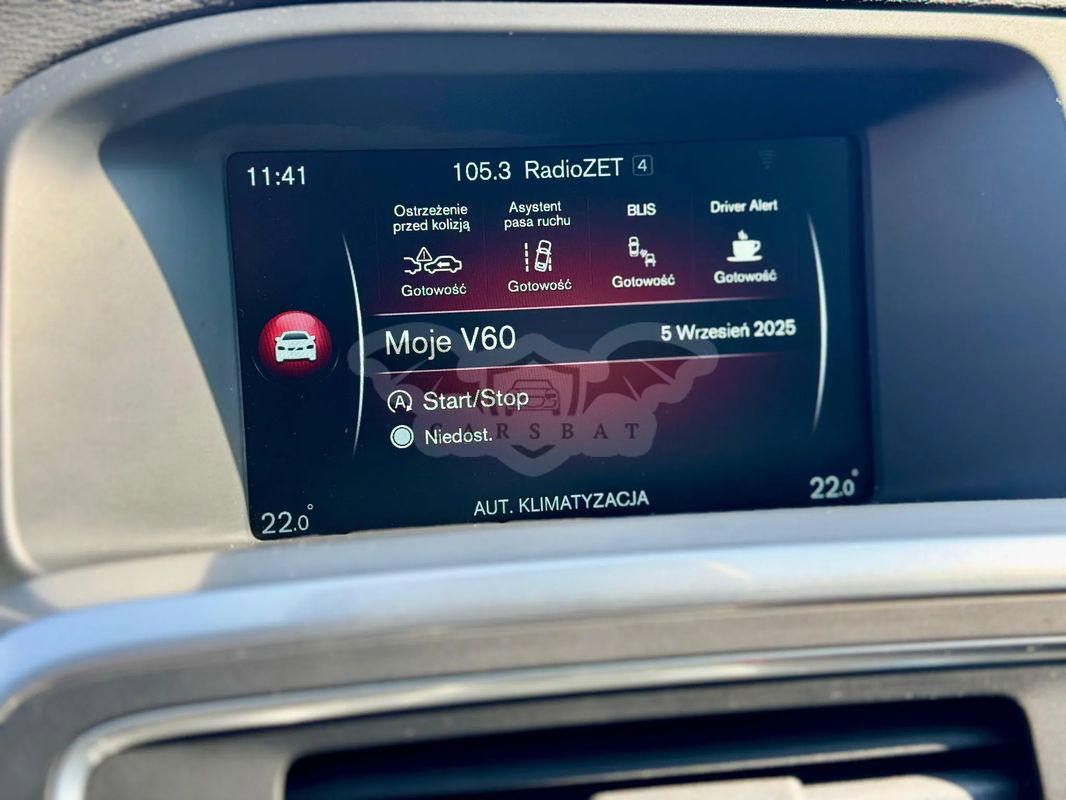 11:41
105.3 RadioZET 4
Ostrzeżenie
przed kolizją
Gotowość
Asystent
pasa ruchu
Gotowość
BLIS
Gotowość
Driver Alert
Gotowość
Moje V60
5 Wrzesień 2025
Start/Stop
Niedost.
CARSBAT
22.0°
AUT. KLIMATYZACJA
22.0°